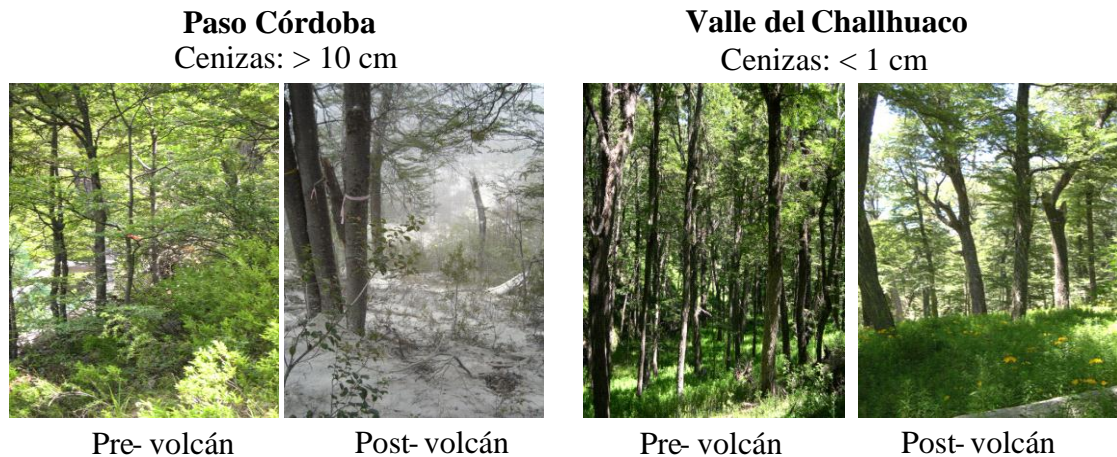 Paso Córdoba
Cenizas: > 10 cm
Valle del Challhuaco
Cenizas: < 1 cm
Pre- volcán
Post- volcán
Pre- volcán
Post- volcán